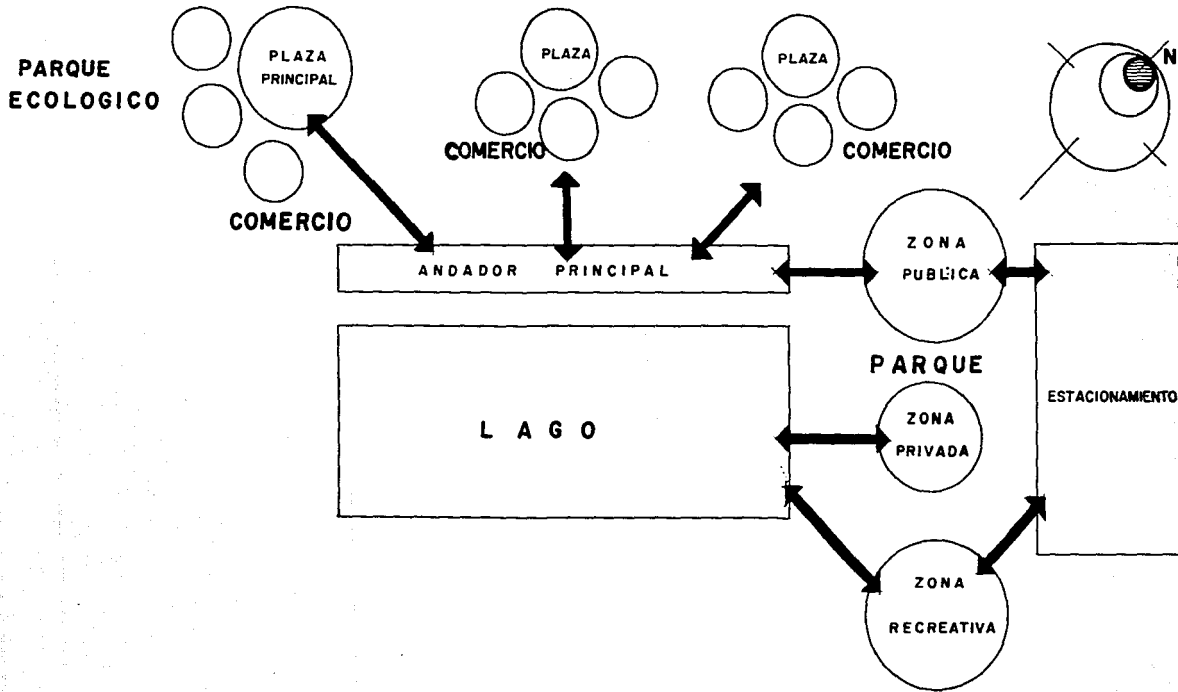 PARQUE
ECOLOGICO
PLAZA
PRINCIPAL
COMERCIO
PLAZA
COMERCIO
PLAZA
COMERCIO
N
ANDADOR PRINCIPAL
ZONA
PUBLICA
PARQUE
ESTACIONAMIENTO
LAGO
ZONA
PRIVADA
ZONA
RECREATIVA